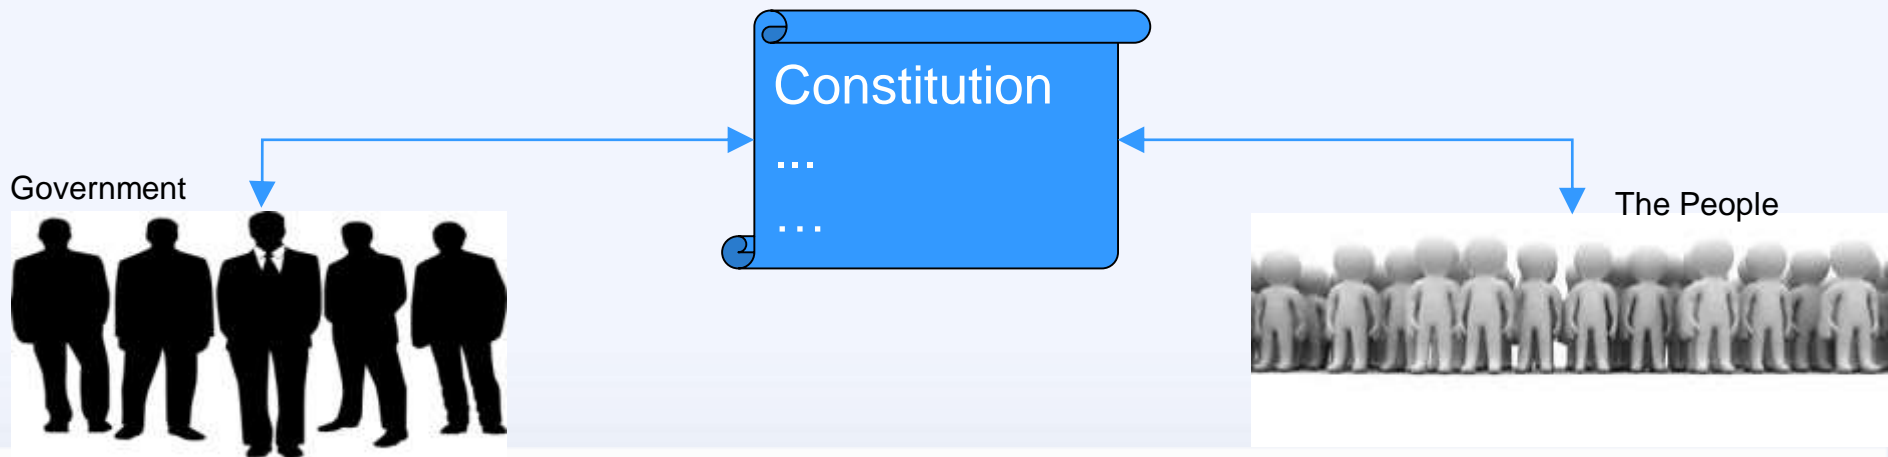 Constitution
...
...
Government
The People